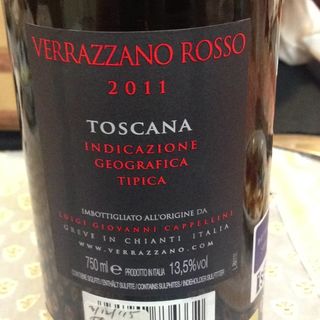 VERRAZZANO ROSSO
2011
TOSCANA
INDICAZIONE
GEOGRAFICA
TIPICA
IMBOTTIGLIATO ALL'ORIGINE DA
LUIGI GIOVANNI CAPPELLINI
GREVE IN CHIANTI ITALIA
WWW.VERRAZZANO.COM
750 ml e PRODOTTO IN ITALIA 13,5%vol